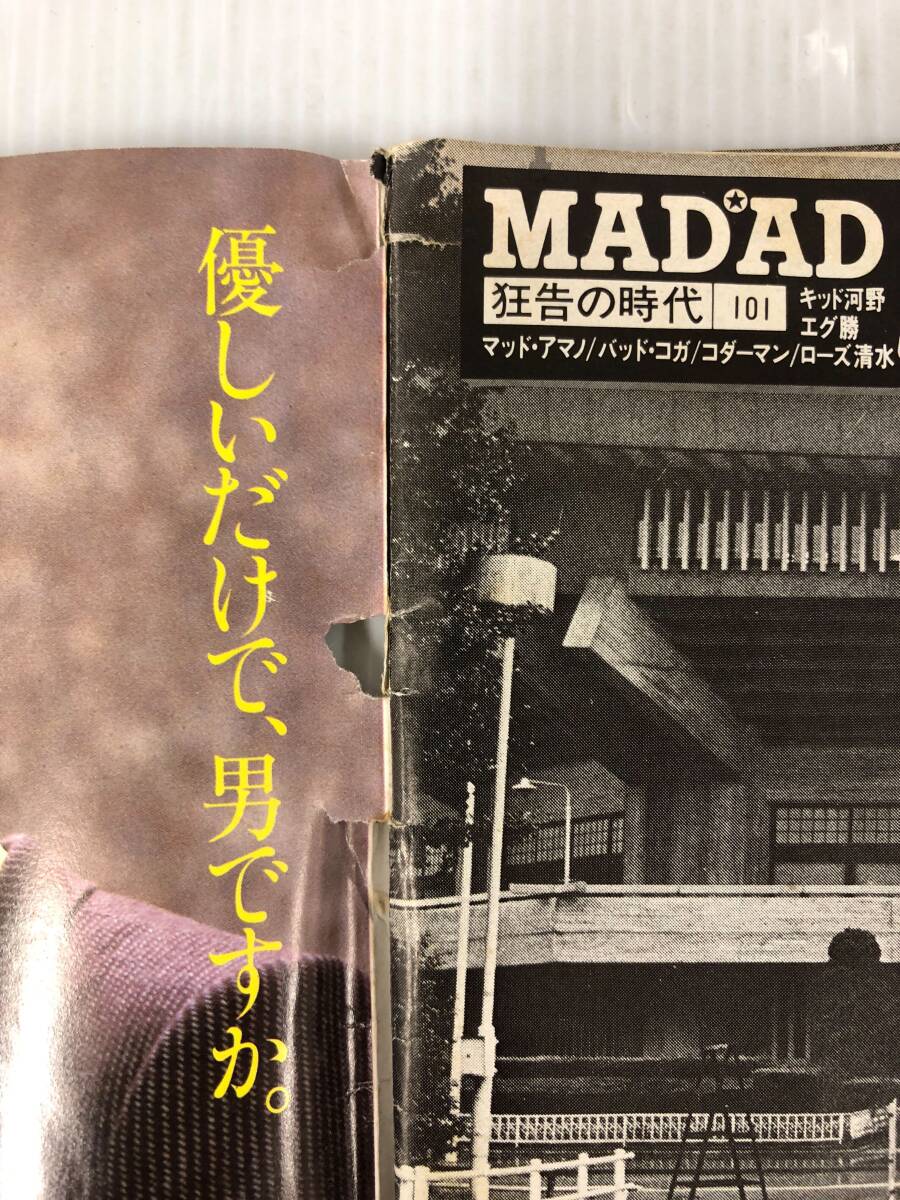 優しいだけで、男ですか。
MAD★AD
狂告の時代 101 キッド河野
エグ勝
マッド・アマノ/バッド・コガ/コダーマン/ローズ清水